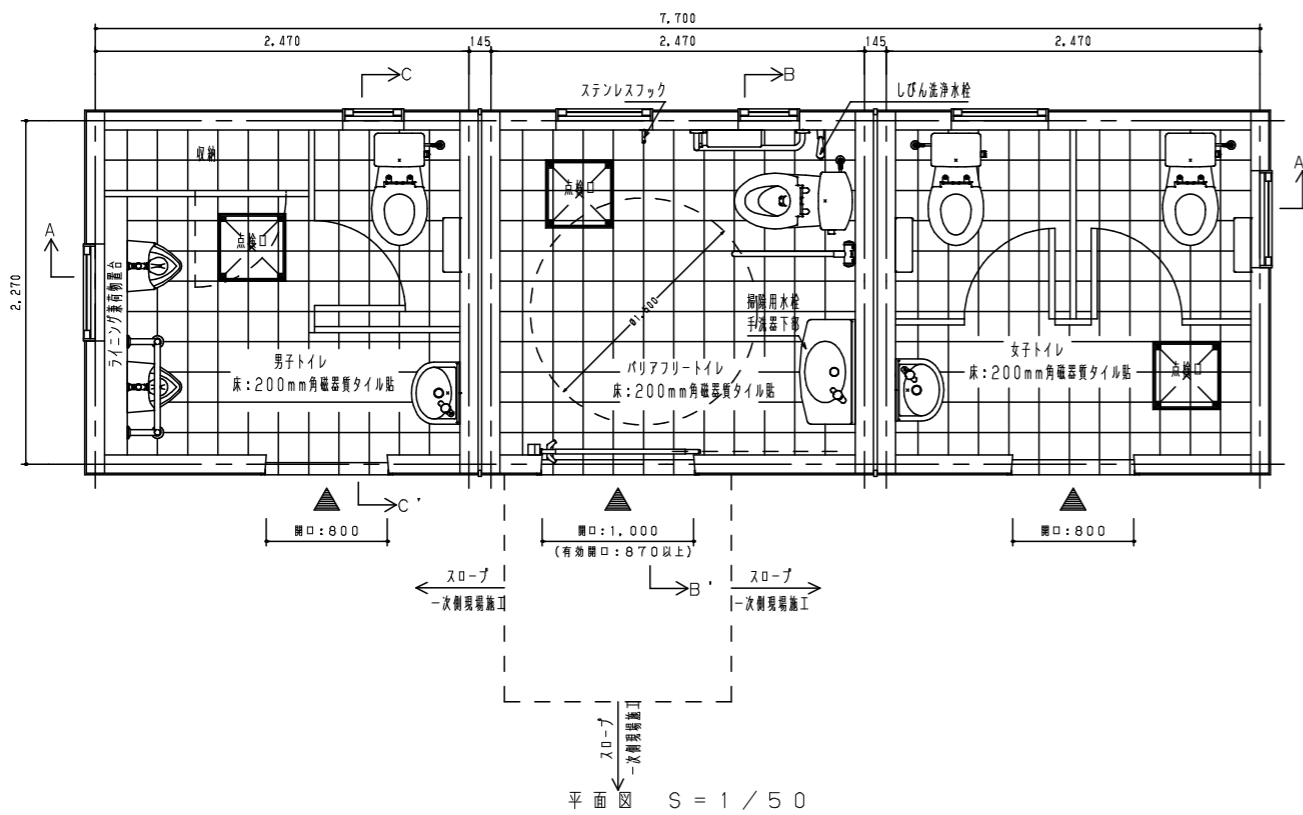 7,700
2,470
145
2,470
145
2,470
C
B
ステンレスフック
しびん洗浄水栓
収納
点検口
点検口
A
A
2,270
ライニング兼荷物置台
ø1,500
掃除用水栓
手洗器下部
男子トイレ
床:200mm角磁器質タイル貼
バリアフリートイレ
床:200mm角磁器質タイル貼
女子トイレ
床:200mm角磁器質タイル貼
点検口
C'
開口:800
開口:1,000
(有効開口:870以上)
開口:800
B'
スロープ
一次側現場施工
スロープ
一次側現場施工
スロープ
一次側現場施工
平面図 S=1/50